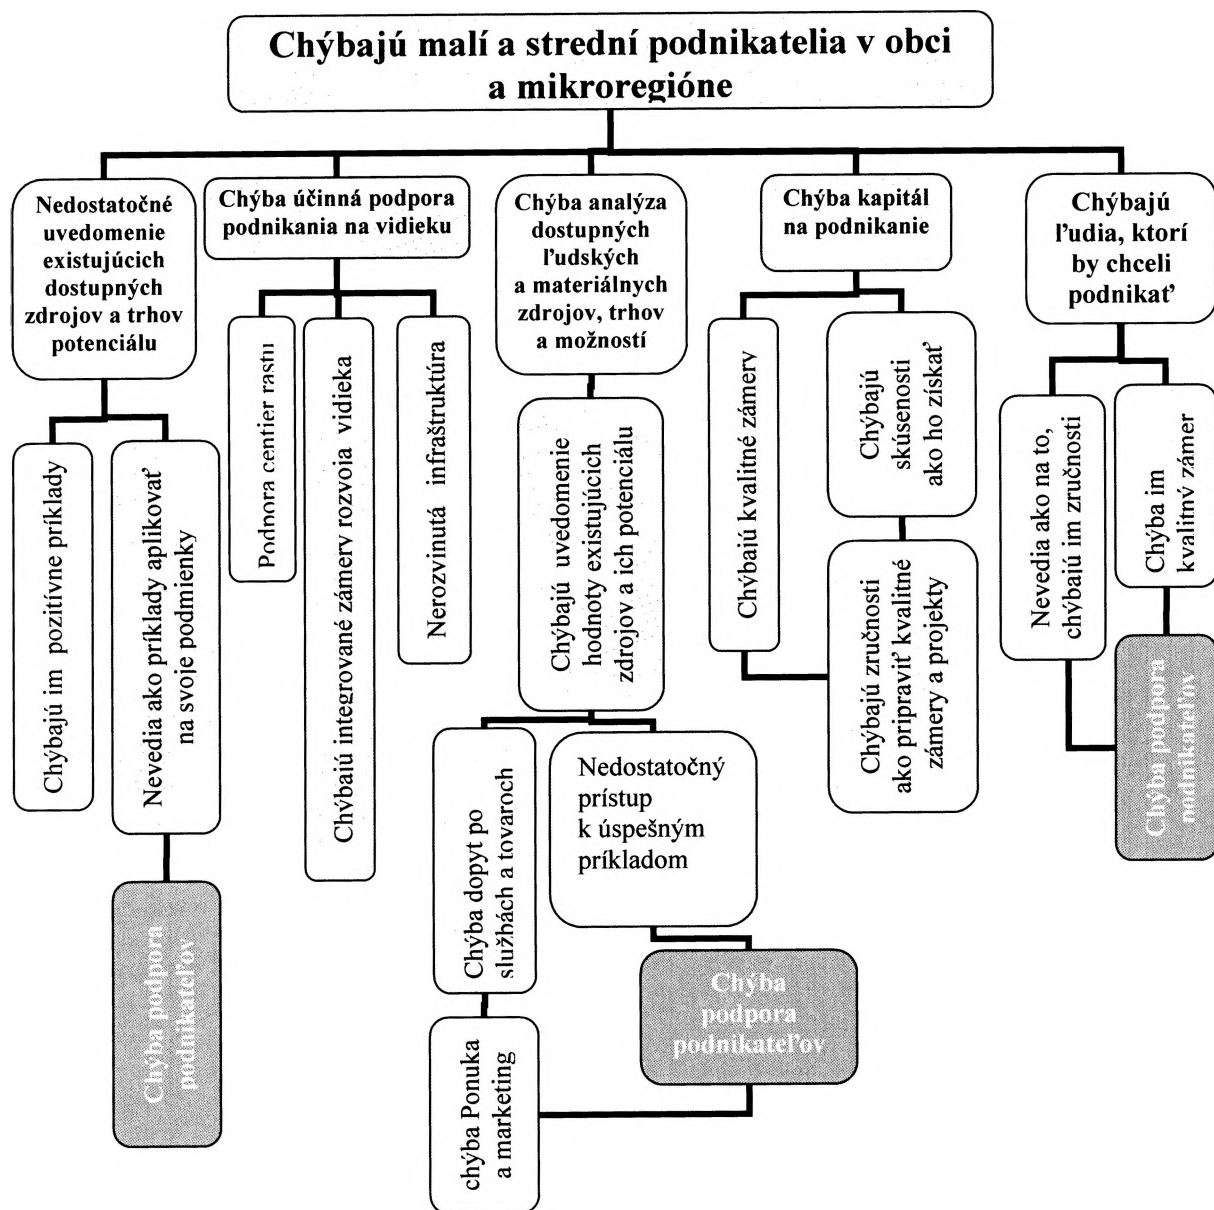 Chýbajú malí a strední podnikatelia v obci
a mikroregióne
Nedostatočné
uvedomenie
existujúcich
dostupných
zdrojov a trhov
potenciálu
Chýba účinná podpora
podnikania na vidieku
Chýba analýza
dostupných
ľudských
a materiálnych
zdrojov, trhov
a možností
Chýba kapitál
na podnikanie
Chýbajú
ľudia, ktorí
by chceli
podnikať
Chýbajú im pozitívne príklady
Nevedia ako príklady aplikovať
na svoje podmienky
Chýba podpora
podnikateľov
Podpora centier rastu
Chýbajú integrované zámery rozvoja vidieka
Nerozvinutá infraštruktúra
Chýbajú uvedomenie
hodnoty existujúcich
zdrojov a ich potenciálu
Chýba dopyt po
službách a tovaroch
chýba Ponuka
a marketing
Nedostatočný
prístup
k úspešným
príkladom
Chýba
podpora
podnikateľov
Chýbajú kvalitné zámery
Chýbajú
skúsenosti
ako ho získať
Chýbajú zručnosti
ako pripraviť kvalitné
zámery a projekty
Nevedia ako na to,
chýbajú im zručnosti
Chýba im
kvalitný zámer
Chýba podpora
podnikateľov